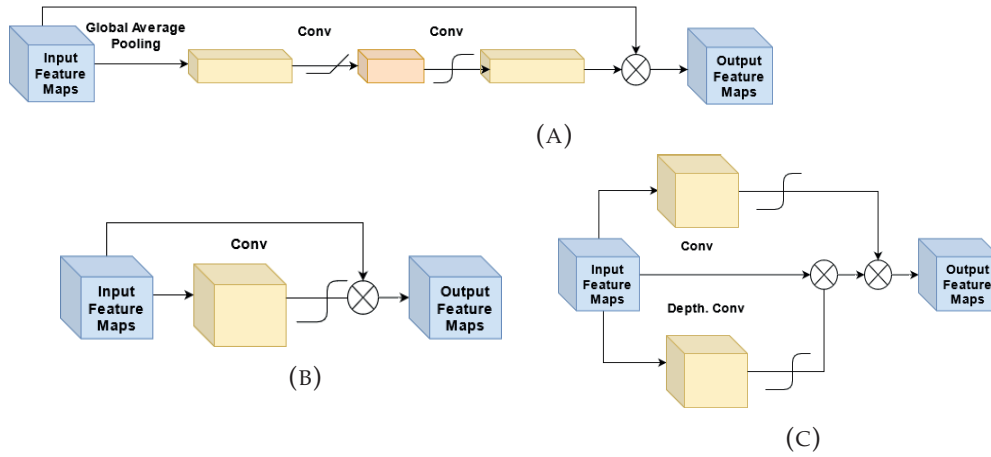 Global Average
Pooling
Conv
Conv
Input
Feature
Maps
Output
Feature
Maps
(A)
Conv
Input
Feature
Maps
Output
Feature
Maps
(B)
Conv
Input
Feature
Maps
Depth. Conv
Output
Feature
Maps
(C)